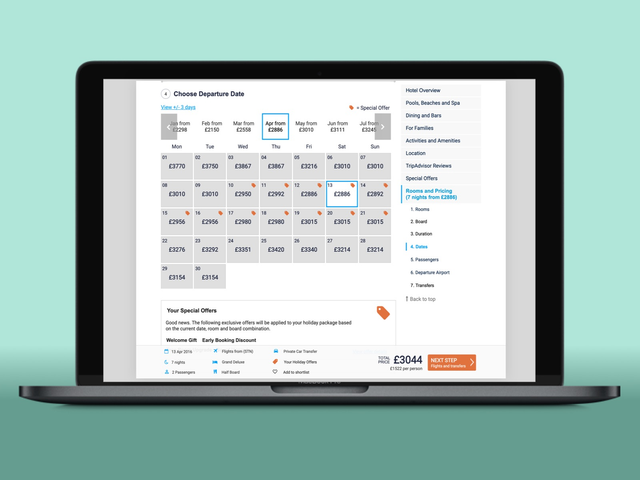 4 Choose Departure Date
View +/- 3 days
= Special Offer
Jan from Feb from Mar from Apr from May from Jun from Jul from
£2298 £2150 £2558 £2886 £3010 £3111 £3245
Mon Tue Wed Thu Fri Sat Sun
01 02 03 04 05 06 07
£3770 £3750 £3867 £3867 £3216 £3010 £3010
08 09 10 11 12 13 14
£3010 £3010 £2950 £2992 £2886 £2886 £2892
15 16 17 18 19 20 21
£2956 £2956 £2980 £2980 £3015 £3015 £3015
22 23 24 25 26 27 28
£3276 £3292 £3351 £3420 £3340 £3214 £3214
29 30
£3154 £3154
Your Special Offers
Good news. The following exclusive offers will be applied to your holiday package based
on the current date, room and board combination.
Welcome Gift Early Booking Discount
Hotel Overview
Pools, Beaches and Spa
Dining and Bars
For Families
Activities and Amenities
Location
TripAdvisor Reviews
Special Offers
Rooms and Pricing
(7 nights from £2886)
1. Rooms
2. Board
3. Duration
4. Dates
5. Passengers
6. Departure Airport
7. Transfers
Back to top
13 Apr 2016 Flights from (STN) Private Car Transfer
7 nights Grand Deluxe Your Holiday Offers
2 Passengers Half Board Add to shortlist
TOTAL
PRICE £3044
£1522 per person
NEXT STEP
Flights and transfers